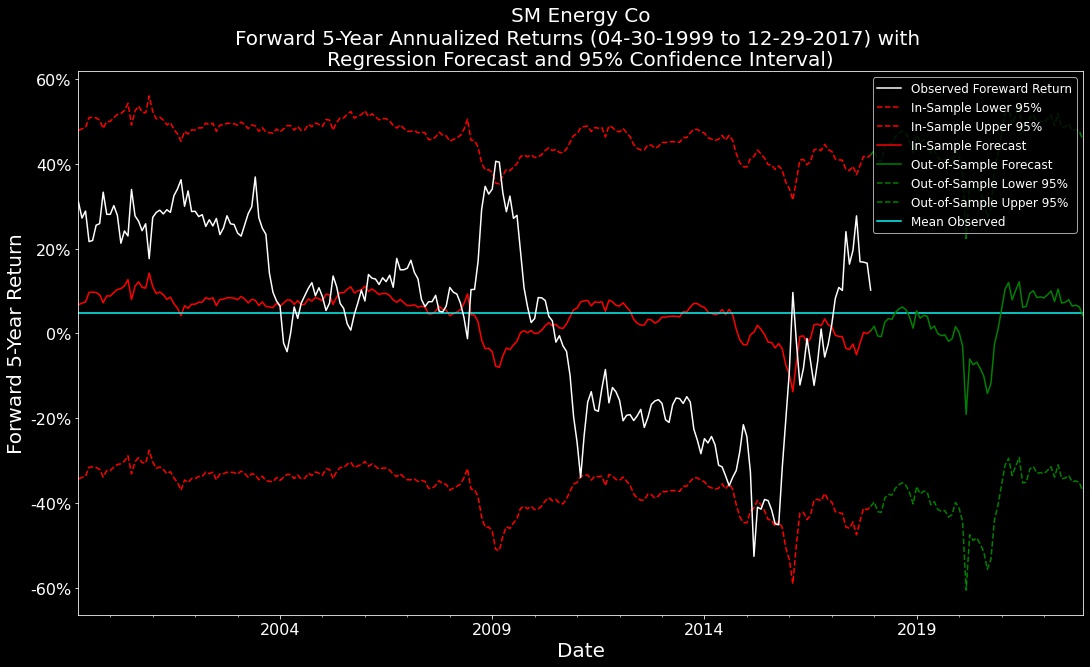 SM Energy Co
Forward 5-Year Annualized Returns (04-30-1999 to 12-29-2017) with
Regression Forecast and 95% Confidence Interval)
60%
40%
20%
0%
-20%
-40%
-60%
Forward 5-Year Return
Observed Foreward Return
In-Sample Lower 95%
In-Sample Upper 95%
In-Sample Forecast
Out-of-Sample Forecast
Out-of-Sample Lower 95%
Out-of-Sample Upper 95%
Mean Observed
2004
2009
2014
2019
Date